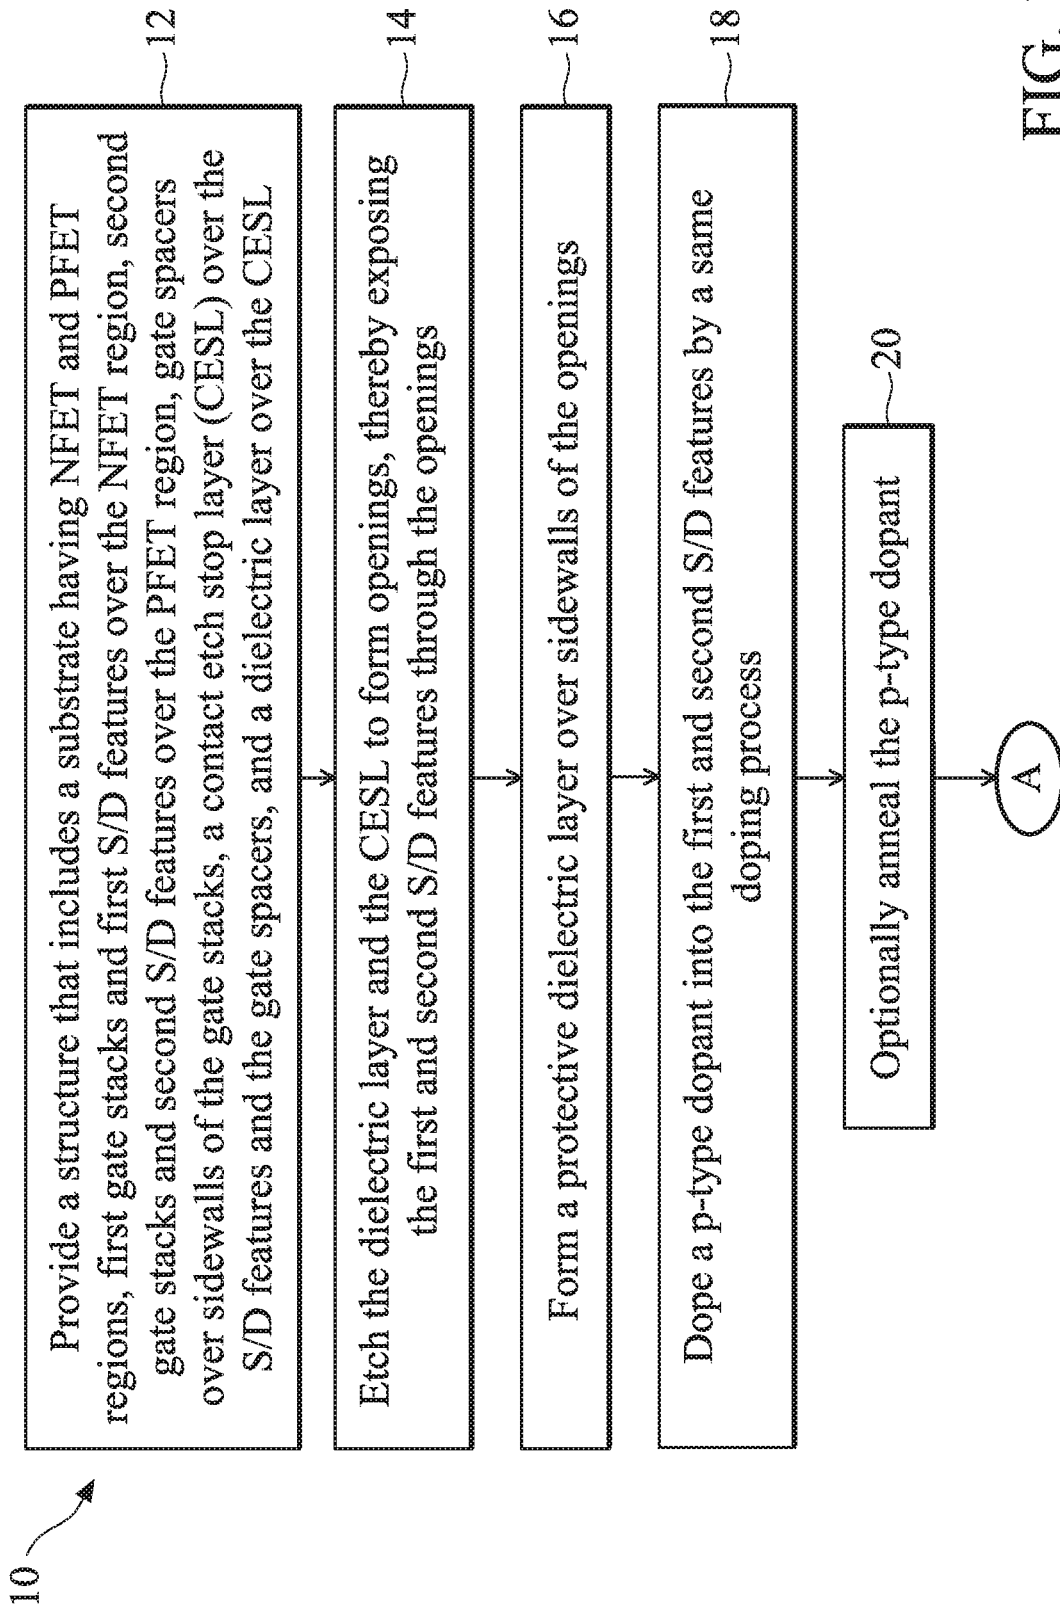 10
Provide a structure that includes a substrate having NFET and PFET
regions, first gate stacks and first S/D features over the NFET region, second
gate stacks and second S/D features over the PFET region, gate spacers
over sidewalls of the gate stacks, a contact etch stop layer (CESL) over the
S/D features and the gate spacers, and a dielectric layer over the CESL
12
Etch the dielectric layer and the CESL to form openings, thereby exposing
the first and second S/D features through the openings
14
Form a protective dielectric layer over sidewalls of the openings
16
Dope a p-type dopant into the first and second S/D features by a same
doping process
18
Optionally anneal the p-type dopant
20
A
FIG.